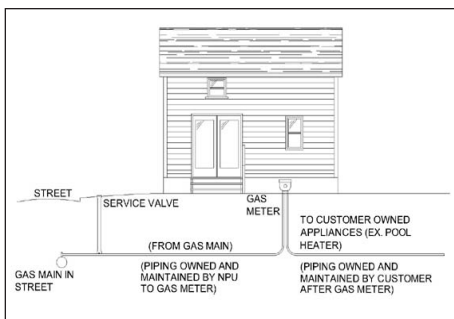 STREET
SERVICE VALVE
GAS
METER
TO CUSTOMER OWNED
APPLIANCES (EX. POOL
HEATER)
(FROM GAS MAIN)
GAS MAIN IN
STREET
(PIPING OWNED AND
MAINTAINED BY NPU
TO GAS METER)
(PIPING OWNED AND
MAINTAINED BY CUSTOMER
AFTER GAS METER)